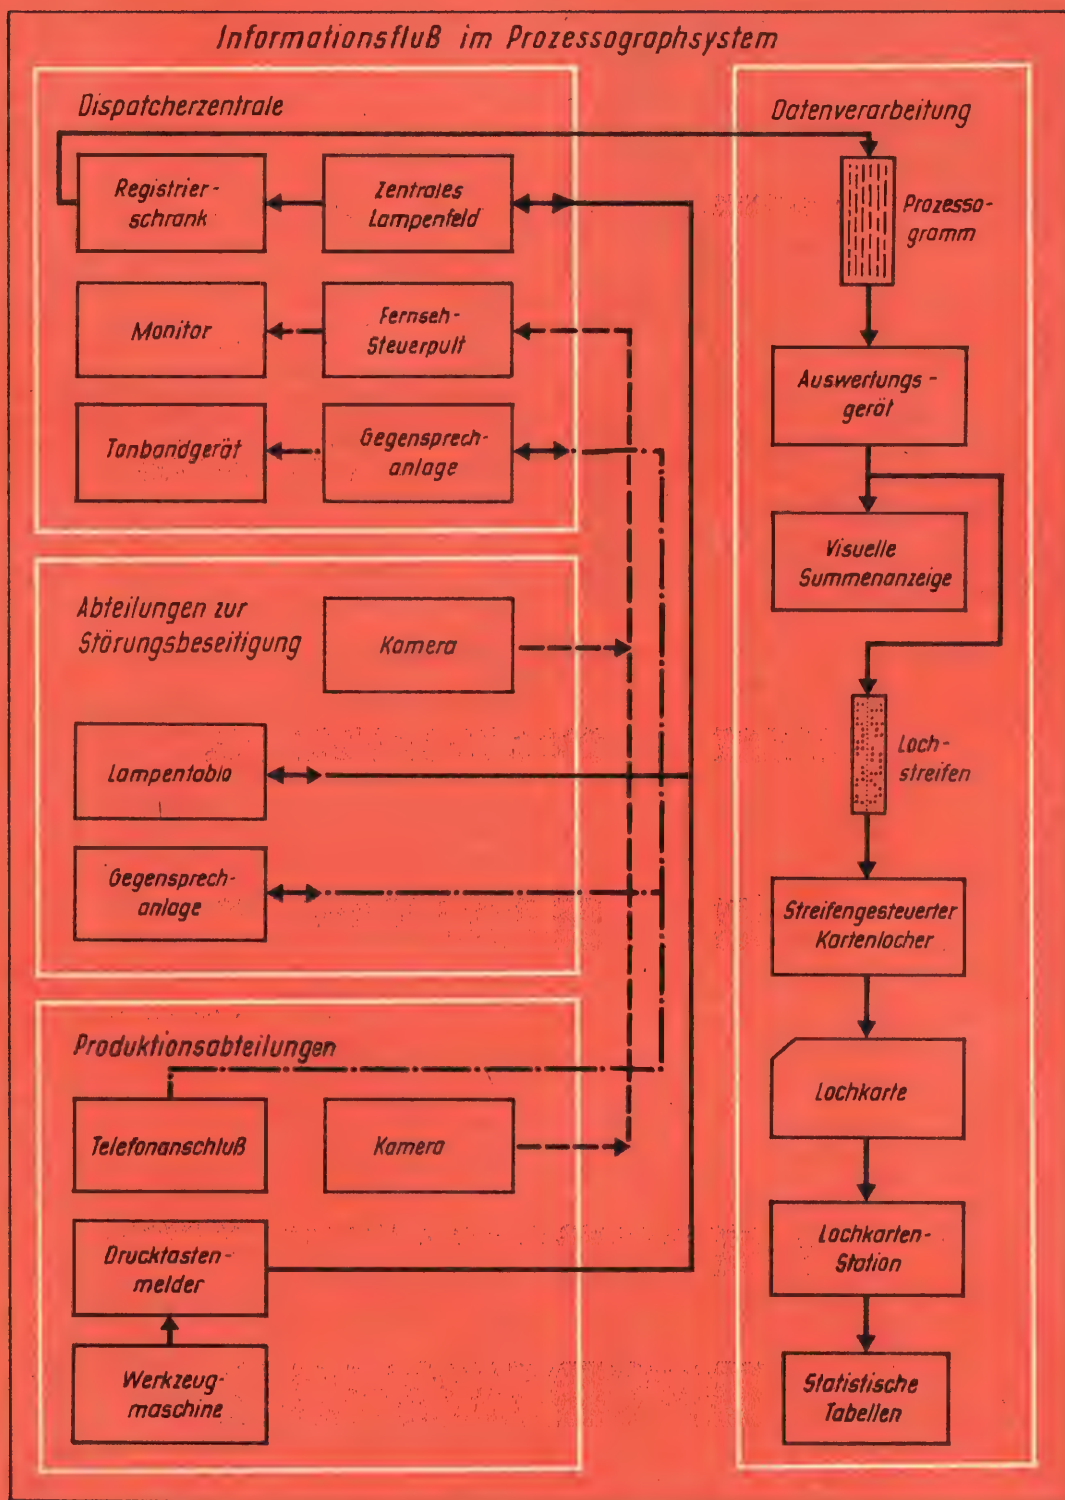 Informationsfluß im Prozessographsystem
Dispatcherzentrale
Registrier-
schrank
Zentrales
Lampenfeld
Monitor
Fernseh-
Steuerpult
Tonbandgerät
Gegensprech-
anlage
Abteilungen zur
Störungsbeseitigung
Kamera
Lampentablo
Gegensprech-
anlage
Produktionsabteilungen
Telefonanschluß
Kamera
Drucktasten-
melder
Werkzeug-
maschine
Datenverarbeitung
Prozesso-
gramm
Auswertungs-
gerät
Visuelle
Summenanzeige
Loch-
streifen
Streifengesteuerter
Kartenlocher
Lochkarte
Lochkarten-
Station
Statistische
Tabellen